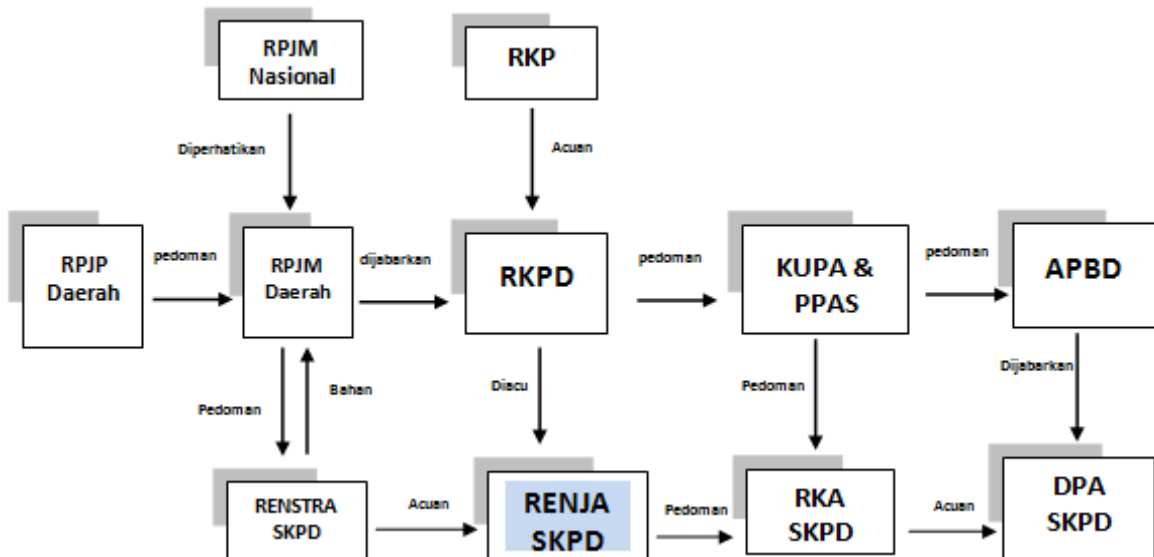 RPJM
Nasional
RKP
Diperhatikan
Acuan
RPJP
Daerah
pedoman
RPJM
Daerah
dijabarkan
RKPD
pedoman
KUPA &
PPAS
pedoman
APBD
Pedoman
Bahan
Diacu
Pedoman
Dijabarkan
RENSTRA
SKPD
Acuan
RENJA
SKPD
Pedoman
RKA
SKPD
Acuan
DPA
SKPD